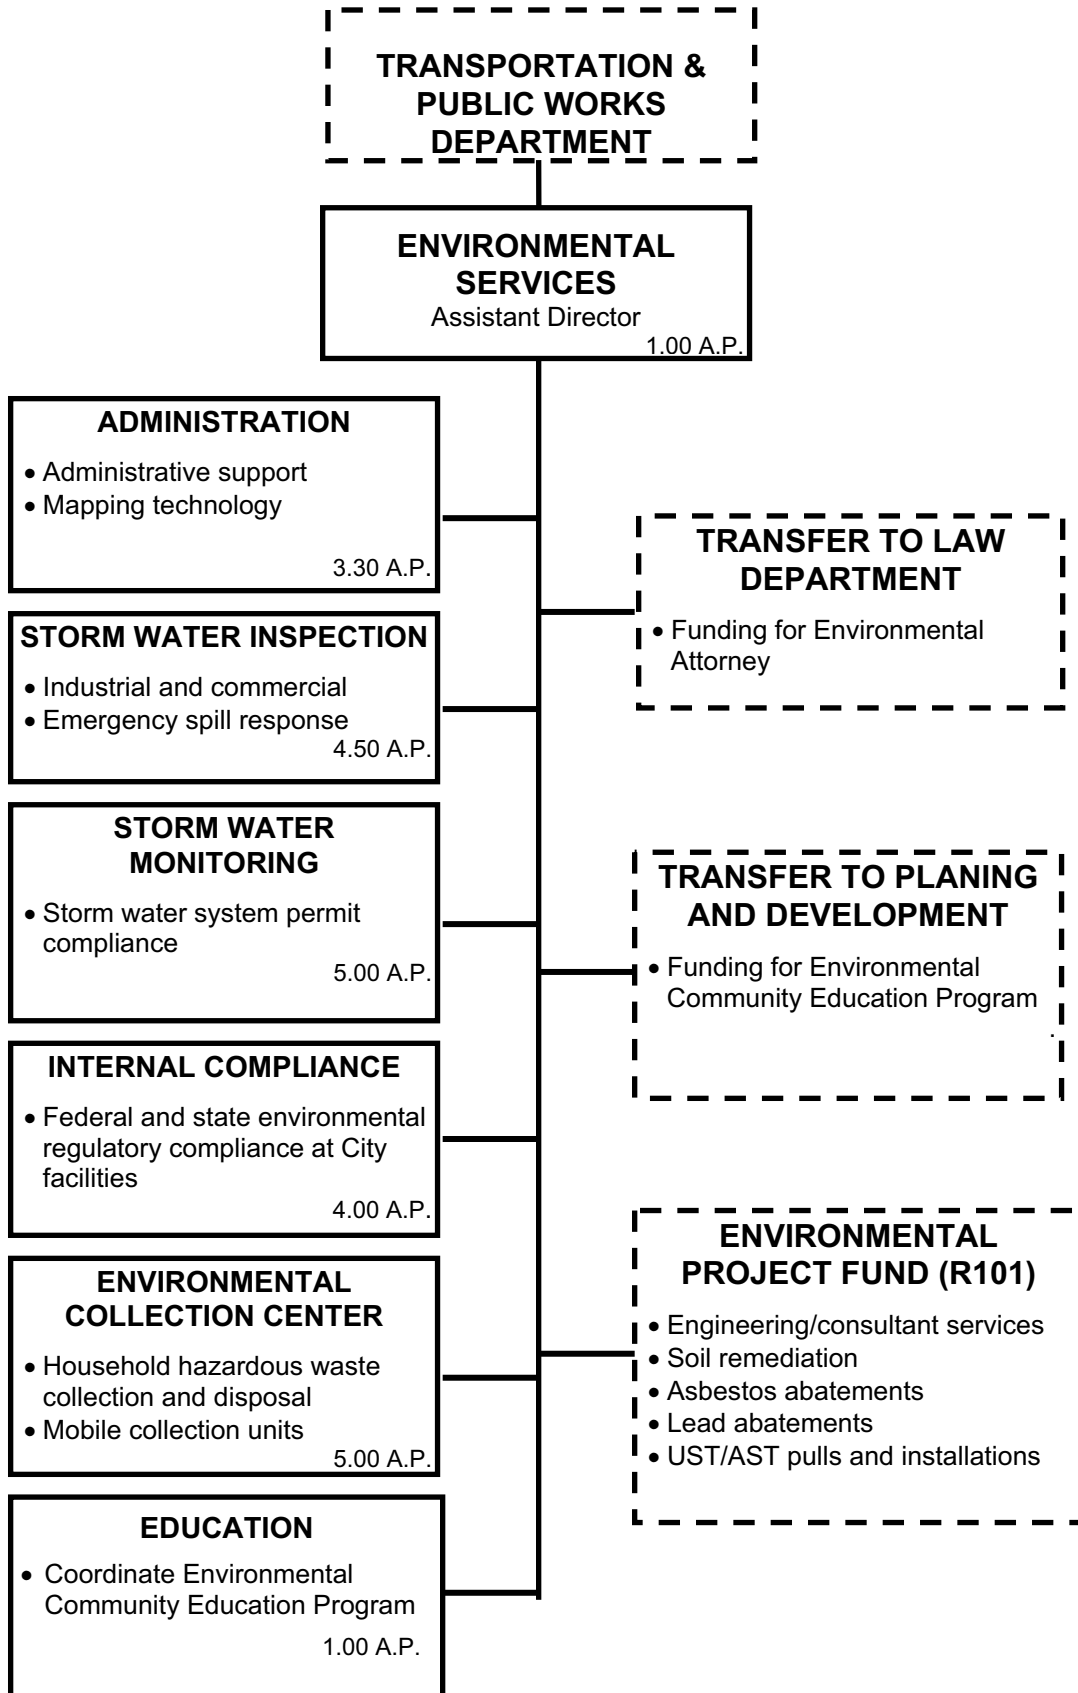 TRANSPORTATION &
PUBLIC WORKS
DEPARTMENT
ENVIRONMENTAL
SERVICES
Assistant Director
1.00 A.P.
ADMINISTRATION
• Administrative support
• Mapping technology
3.30 A.P.
STORM WATER INSPECTION
• Industrial and commercial
• Emergency spill response
4.50 A.P.
STORM WATER
MONITORING
• Storm water system permit
compliance
5.00 A.P.
INTERNAL COMPLIANCE
• Federal and state environmental
regulatory compliance at City
facilities
4.00 A.P.
ENVIRONMENTAL
COLLECTION CENTER
• Household hazardous waste
collection and disposal
• Mobile collection units
5.00 A.P.
EDUCATION
• Coordinate Environmental
Community Education Program
1.00 A.P.
TRANSFER TO LAW
DEPARTMENT
• Funding for Environmental
Attorney
TRANSFER TO PLANING
AND DEVELOPMENT
• Funding for Environmental
Community Education Program
.
ENVIRONMENTAL
PROJECT FUND (R101)
• Engineering/consultant services
• Soil remediation
• Asbestos abatements
• Lead abatements
• UST/AST pulls and installations